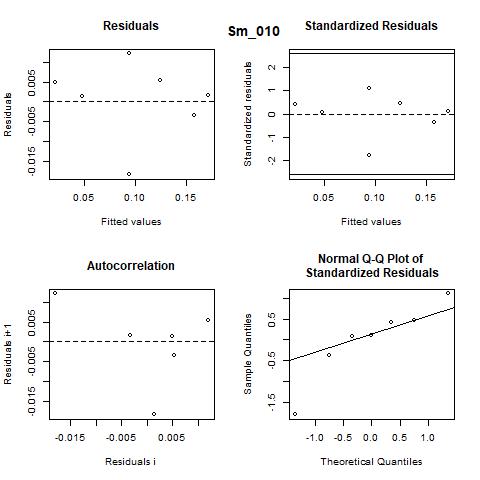 Sm_010
Residuals
Residuals
0.005
-0.005
-0.015
0.05
0.10
0.15
Fitted values
Standardized Residuals
Standardized residuals
2
1
0
-1
-2
0.05
0.10
0.15
Fitted values
Autocorrelation
Residuals i+1
0.005
-0.005
-0.015
-0.015
-0.005
0.005
Residuals i
Normal Q-Q Plot of
Standardized Residuals
Sample Quantiles
0.5
-0.5
-1.5
-1.0
0.0
0.5
1.0
Theoretical Quantiles